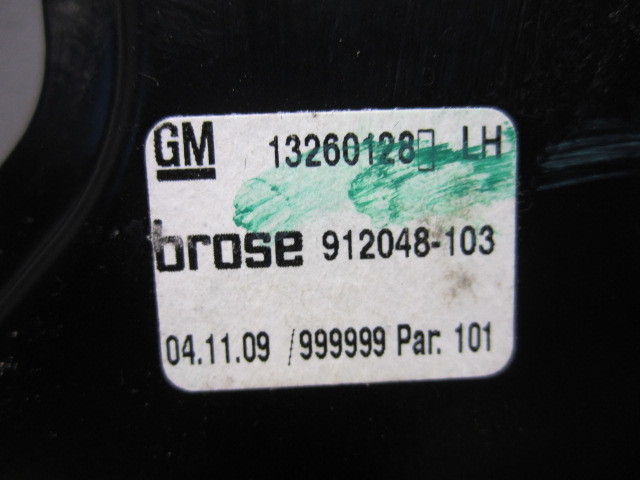 GM 13260128▯ LH
brose 912048-103
04.11.09 /999999 Par. 101